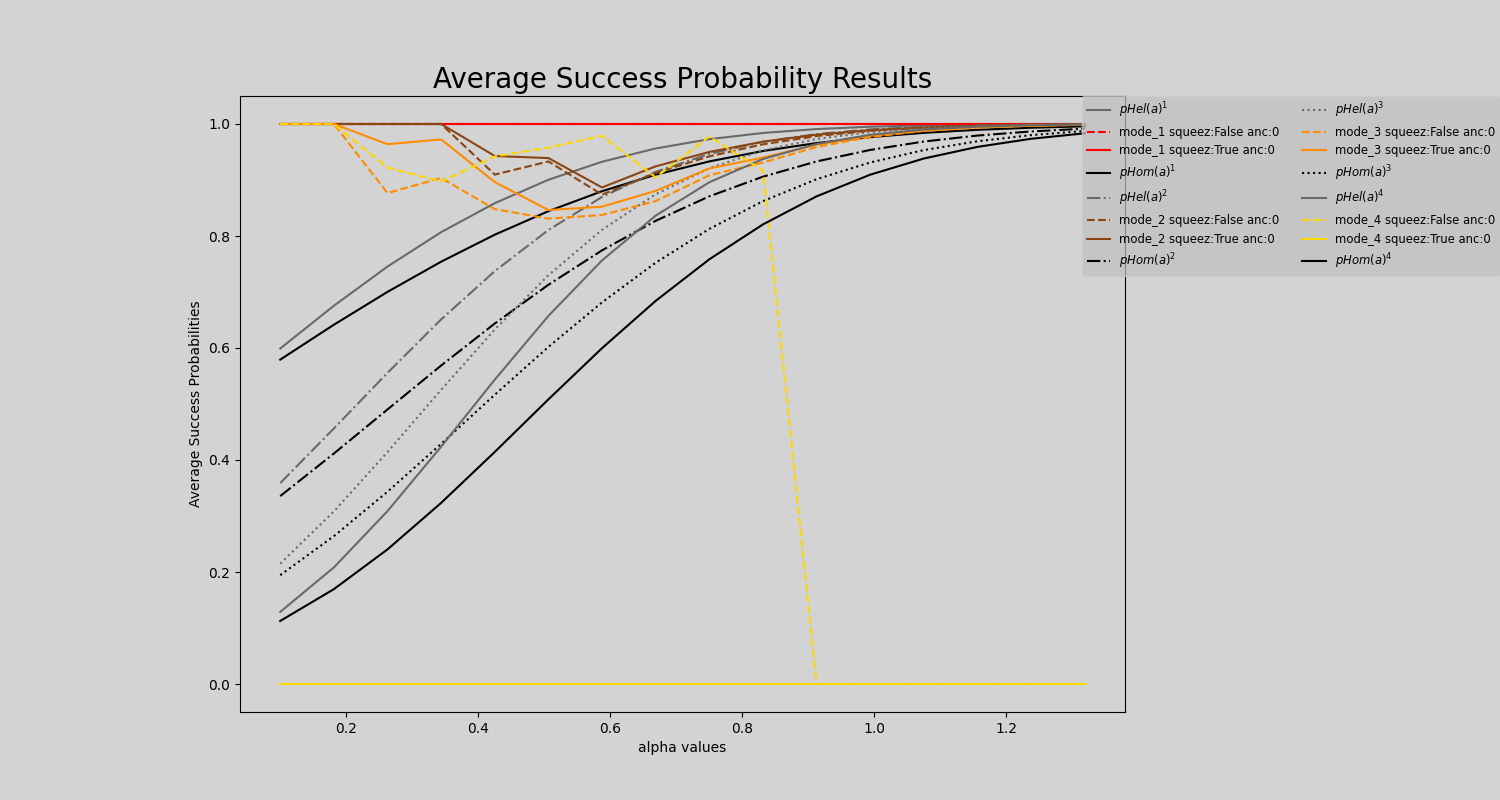 Average Success Probability Results
Average Success Probabilities
1.0
0.8
0.6
0.4
0.2
0.0
0.2 0.4 0.6 0.8 1.0 1.2
alpha values
pHel(a)¹
mode_1 squeez:False anc:0
mode_1 squeez:True anc:0
pHom(a)¹
pHel(a)²
mode_2 squeez:False anc:0
mode_2 squeez:True anc:0
pHom(a)²
pHel(a)³
mode_3 squeez:False anc:0
mode_3 squeez:True anc:0
pHom(a)³
pHel(a)⁴
mode_4 squeez:False anc:0
mode_4 squeez:True anc:0
pHom(a)⁴